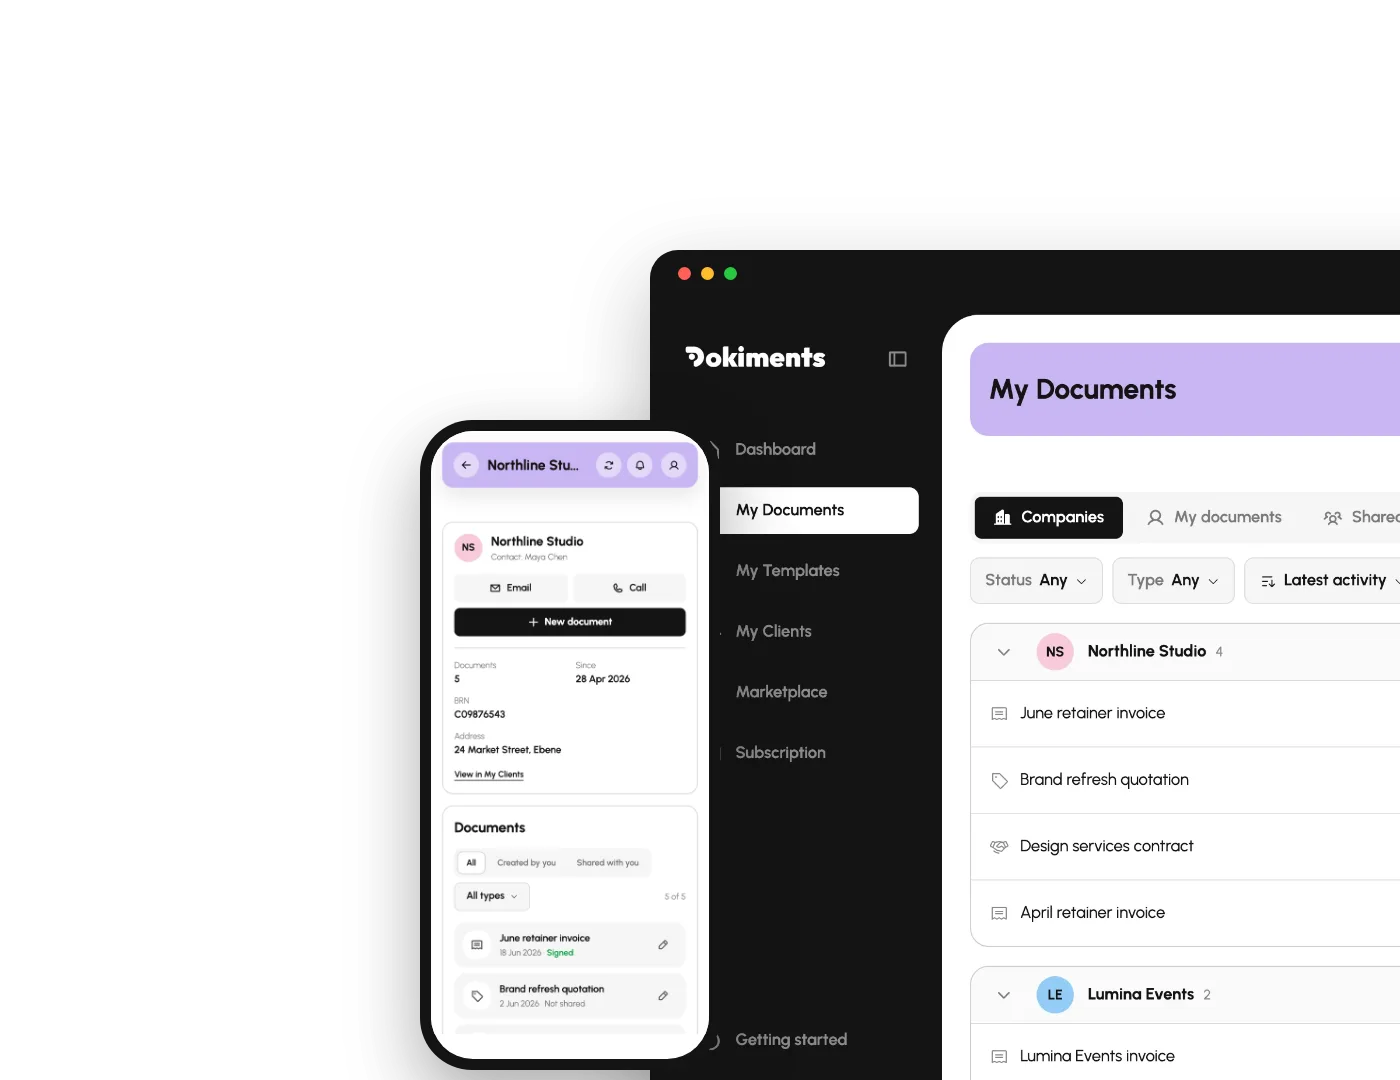 Dokiments
Dashboard
My Documents
My Templates
My Clients
Marketplace
Subscription
Getting started
My Documents
Companies
My documents
Status Any
Type Any
Latest activity
NS
Northline Studio 4
June retainer invoice
Brand refresh quotation
Design services contract
April retainer invoice
LE
Lumina Events 2
Lumina Events invoice
Northline Stu...
NS
Northline Studio
Contact: Maya Chen
Email
Call
New document
Documents
Since
5
28 Apr 2026
BRN
C09876543
Address
24 Market Street, Ebene
View in My Clients
Documents
All
Created by you
Shared with you
All types
5 of 5
June retainer invoice
18 Jun 2026 · Signed
Brand refresh quotation
2 Jun 2026 · Not shared